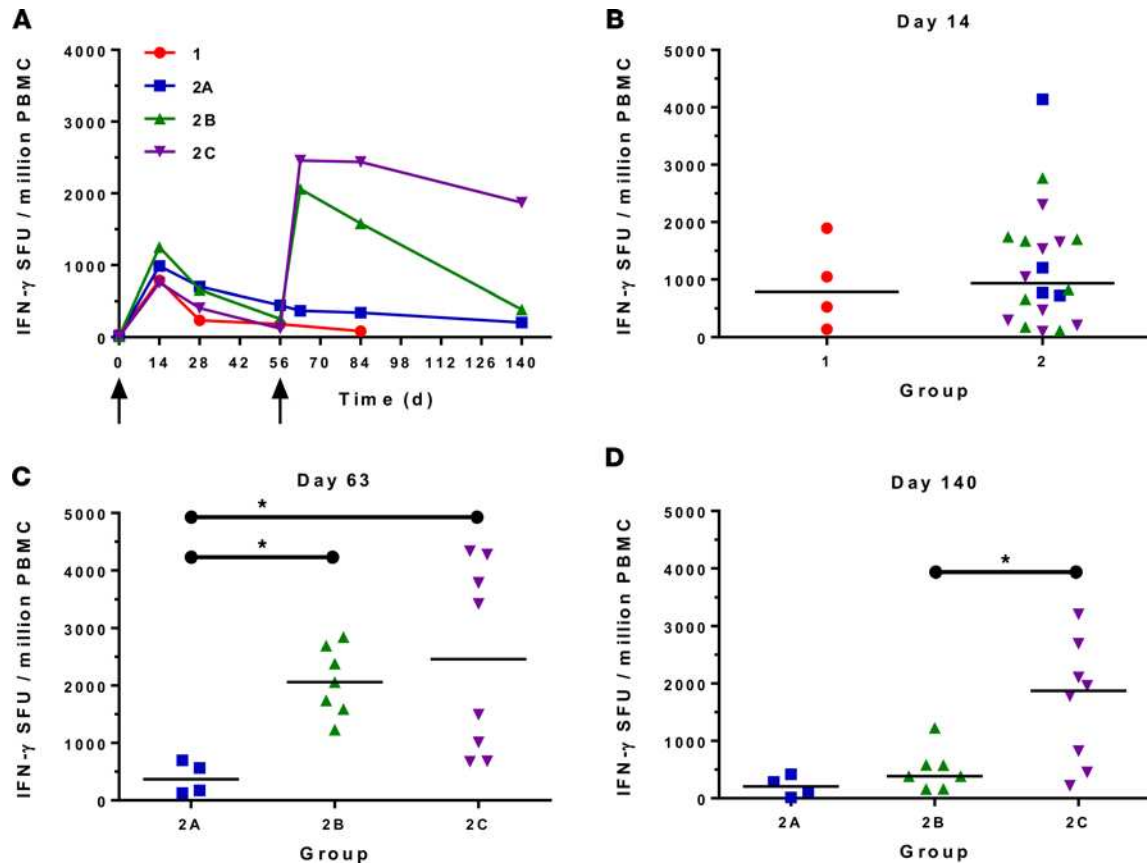 A
IFN-γ SFU / million PBMC
4000
3000
2000
1000
0
1
2A
2B
2C
0 14 28 42 56 70 84 98 112 126 140
Time (d)
B
Day 14
IFN-γ SFU / million PBMC
5000
4000
3000
2000
1000
0
1 2
Group
C
Day 63
IFN-γ SFU / million PBMC
5000
4000
3000
2000
1000
0
*
*
2A 2B 2C
Group
D
Day 140
IFN-γ SFU / million PBMC
5000
4000
3000
2000
1000
0
*
2A 2B 2C
Group